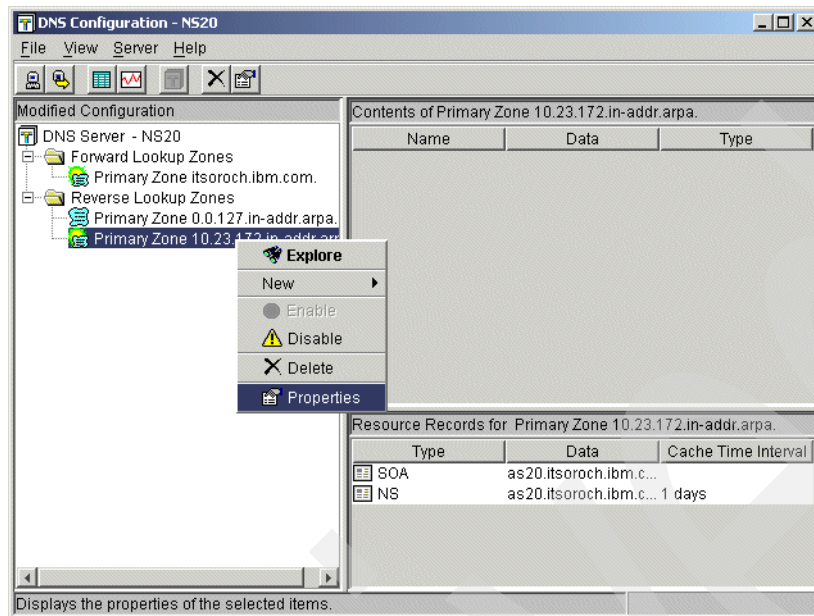 DNS Configuration - NS20
File View Server Help
Modified Configuration
Contents of Primary Zone 10.23.172.in-addr.arpa.
DNS Server - NS20
Name Data Type
Forward Lookup Zones
Primary Zone itsoroch.ibm.com.
Reverse Lookup Zones
Primary Zone 0.0.127.in-addr.arpa.
Primary Zone 10.23.172.in-addr.arp
Explore
New
Enable
Disable
Delete
Properties
Resource Records for Primary Zone 10.23.172.in-addr.arpa.
Type Data Cache Time Interval
SOA as20.itsoroch.ibm.c...
NS as20.itsoroch.ibm.c... 1 days
Displays the properties of the selected items.